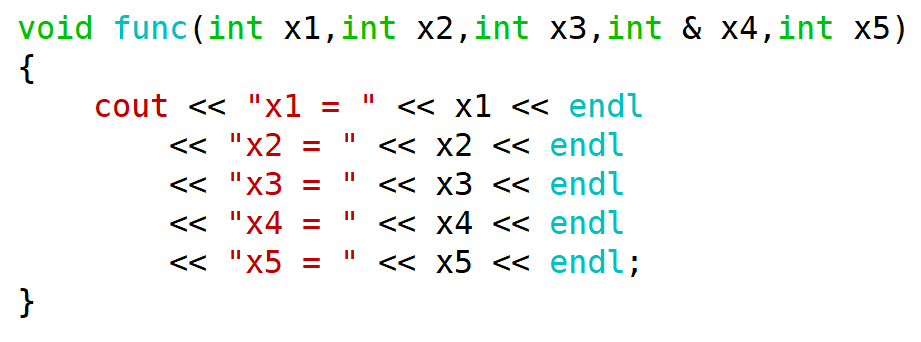 void func(int x1,int x2,int x3,int & x4,int x5)
{
    cout << "x1 = " << x1 << endl
        << "x2 = " << x2 << endl
        << "x3 = " << x3 << endl
        << "x4 = " << x4 << endl
        << "x5 = " << x5 << endl;
}